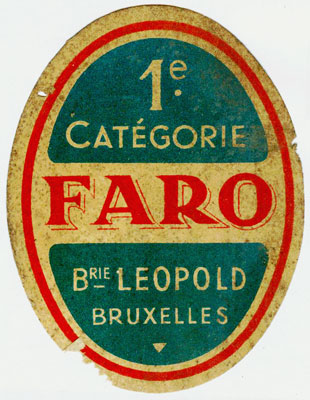 1e.
CATÉGORIE
FARO
BRIE LEOPOLD
BRUXELLES